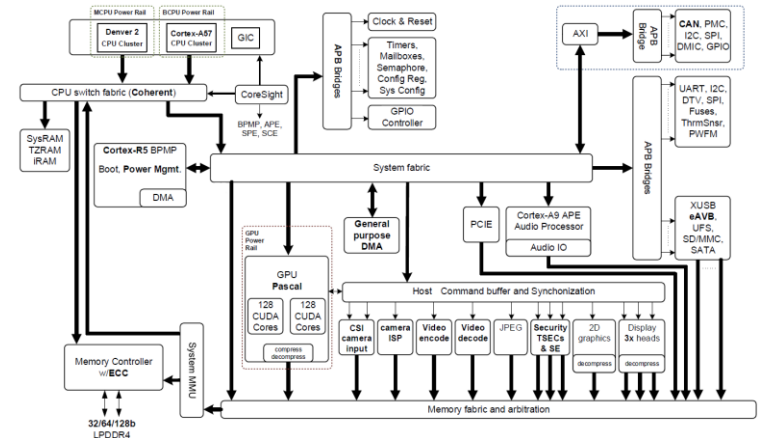 MCPU Power Rail
BCPU Power Rail
Denver 2
CPU Cluster
Cortex-A57
CPU Cluster
GIC
CPU switch fabric (Coherent)
CoreSight
BPMP, APE,
SPE, SCE
SysRAM
TZRAM
iRAM
Cortex-R5 BPMP
Boot, Power Mgmt.
DMA
APB Bridges
Clock & Reset
Timers,
Mailboxes,
Semaphore,
Config Reg,
Sys Config
GPIO
Controller
AXI
APB
Bridge
CAN, PMC,
I2C, SPI,
DMIC, GPIO
System fabric
APB Bridges
UART, I2C,
DTV, SPI,
Fuses,
ThrmSnsr,
PWFM
XUSB
eAVB,
UFS,
SD/MMC,
SATA
GPU
Power
Rail
GPU
Pascal
128
CUDA
Cores
128
CUDA
Cores
compress
decompress
General
purpose
DMA
PCIE
Cortex-A9 APE
Audio Processor
Audio IO
Host Command buffer and Synchonization
CSI
camera
input
camera
ISP
Video
encode
Video
decode
JPEG
Security
TSECs
& SE
2D
graphics
decompress
Display
3x heads
decompress
System MMU
Memory Controller
w/ECC
32/64/128b
LPDDR4
Memory fabric and arbitration